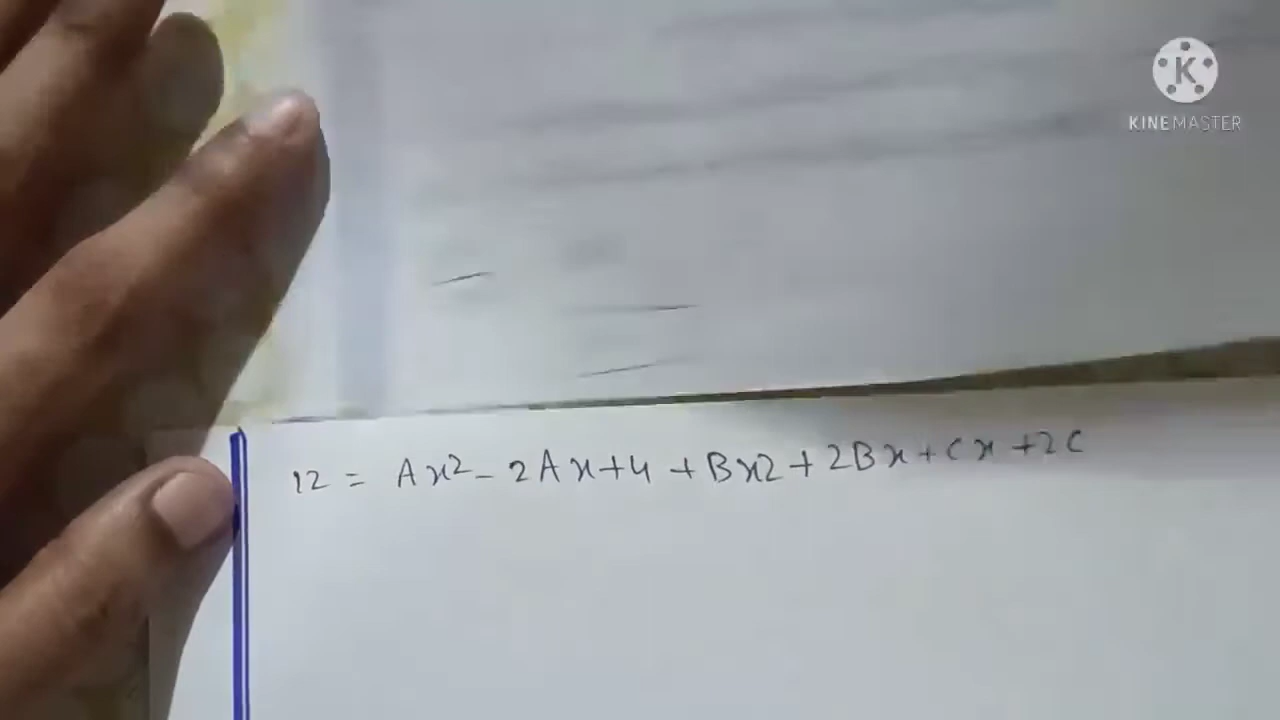 K
KINEMASTER
12 = Ax² - 2Ax + 4 + Bx2 + 2Bx + Cx + 2C